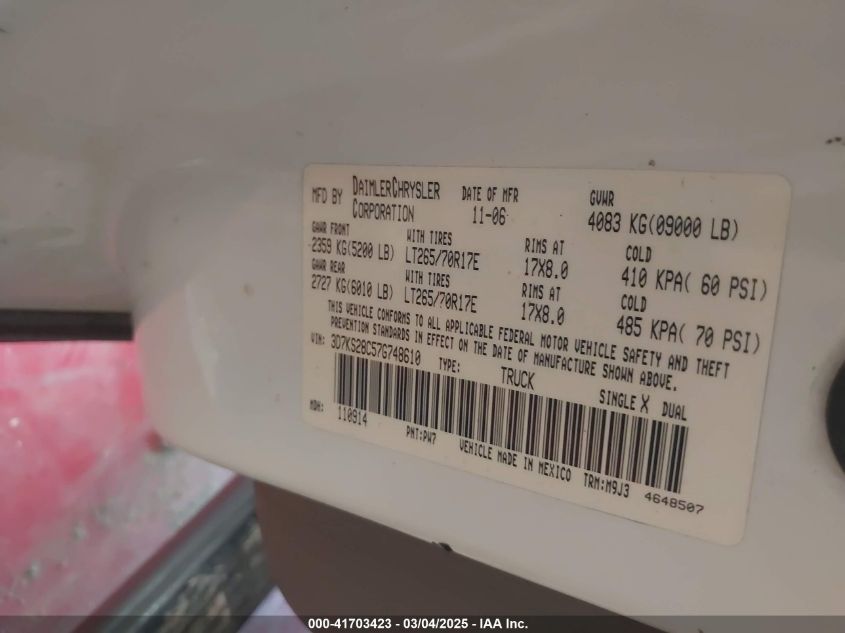 MFD BY DAIMLERCHRYSLER CORPORATION DATE OF MFR 11-06 GVWR 4083 KG(09000 LB)
GAWR FRONT WITH TIRES RIMS AT COLD
2359 KG(5200 LB) LT265/70R17E 17X8.0 410 KPA( 60 PSI)
GAWR REAR WITH TIRES RIMS AT COLD
2727 KG(6010 LB) LT265/70R17E 17X8.0 485 KPA( 70 PSI)
THIS VEHICLE CONFORMS TO ALL APPLICABLE FEDERAL MOTOR VEHICLE SAFETY AND THEFT
PREVENTION STANDARDS IN EFFECT ON THE DATE OF MANUFACTURE SHOWN ABOVE.
VIN: 3D7KS28C57G748610 TYPE: TRUCK SINGLE X DUAL
MDH: 110914 PNT:PW7 VEHICLE MADE IN MEXICO TRM:M9J3 4648507
000-41703423 - 03/04/2025 - IAA Inc.